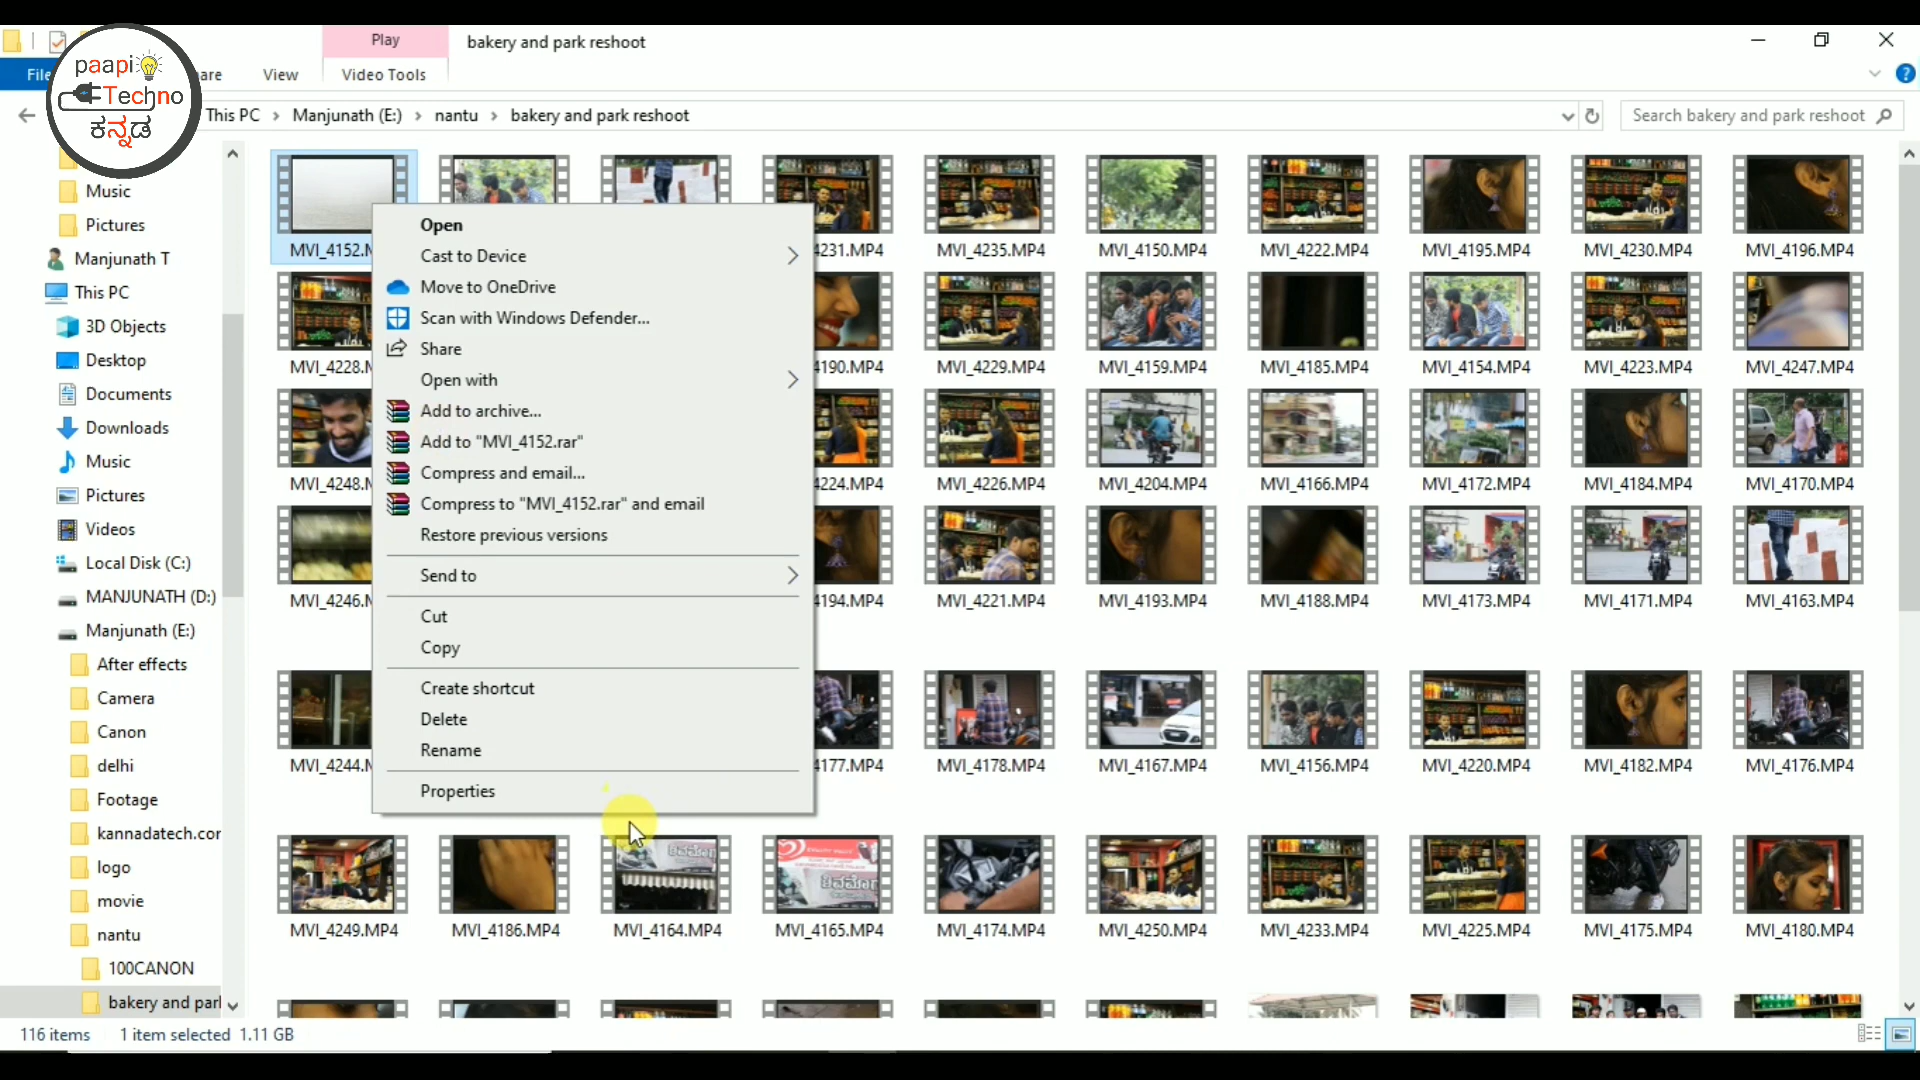 Play
bakery and park reshoot
File
are
View
Video Tools
paapi
Techno
ಕನ್ನಡ
This PC
Manjunath (E:)
nantu
bakery and park reshoot
Search bakery and park reshoot
Music
Pictures
Manjunath T
This PC
3D Objects
Desktop
Documents
Downloads
Music
Pictures
Videos
Local Disk (C:)
MANJUNATH (D:)
Manjunath (E:)
After effects
Camera
Canon
delhi
Footage
kannadatech.cor
logo
movie
nantu
100CANON
bakery and parl
Open
Cast to Device
Move to OneDrive
Scan with Windows Defender...
Share
Open with
Add to archive...
Add to "MVI_4152.rar"
Compress and email...
Compress to "MVI_4152.rar" and email
Restore previous versions
Send to
Cut
Copy
Create shortcut
Delete
Rename
Properties
MVI_4152.M 4231.MP4 MVI_4235.MP4 MVI_4150.MP4 MVI_4222.MP4 MVI_4195.MP4 MVI_4230.MP4 MVI_4196.MP4
MVI_4228.M 4190.MP4 MVI_4229.MP4 MVI_4159.MP4 MVI_4185.MP4 MVI_4154.MP4 MVI_4223.MP4 MVI_4247.MP4
MVI_4248.M 4224.MP4 MVI_4226.MP4 MVI_4204.MP4 MVI_4166.MP4 MVI_4172.MP4 MVI_4184.MP4 MVI_4170.MP4
MVI_4246.M 4194.MP4 MVI_4221.MP4 MVI_4193.MP4 MVI_4188.MP4 MVI_4173.MP4 MVI_4171.MP4 MVI_4163.MP4
MVI_4244.M 4177.MP4 MVI_4178.MP4 MVI_4167.MP4 MVI_4156.MP4 MVI_4220.MP4 MVI_4182.MP4 MVI_4176.MP4
MVI_4249.MP4 MVI_4186.MP4 MVI_4164.MP4 MVI_4165.MP4 MVI_4174.MP4 MVI_4250.MP4 MVI_4233.MP4 MVI_4225.MP4 MVI_4175.MP4 MVI_4180.MP4
116 items 1 item selected 1.11 GB